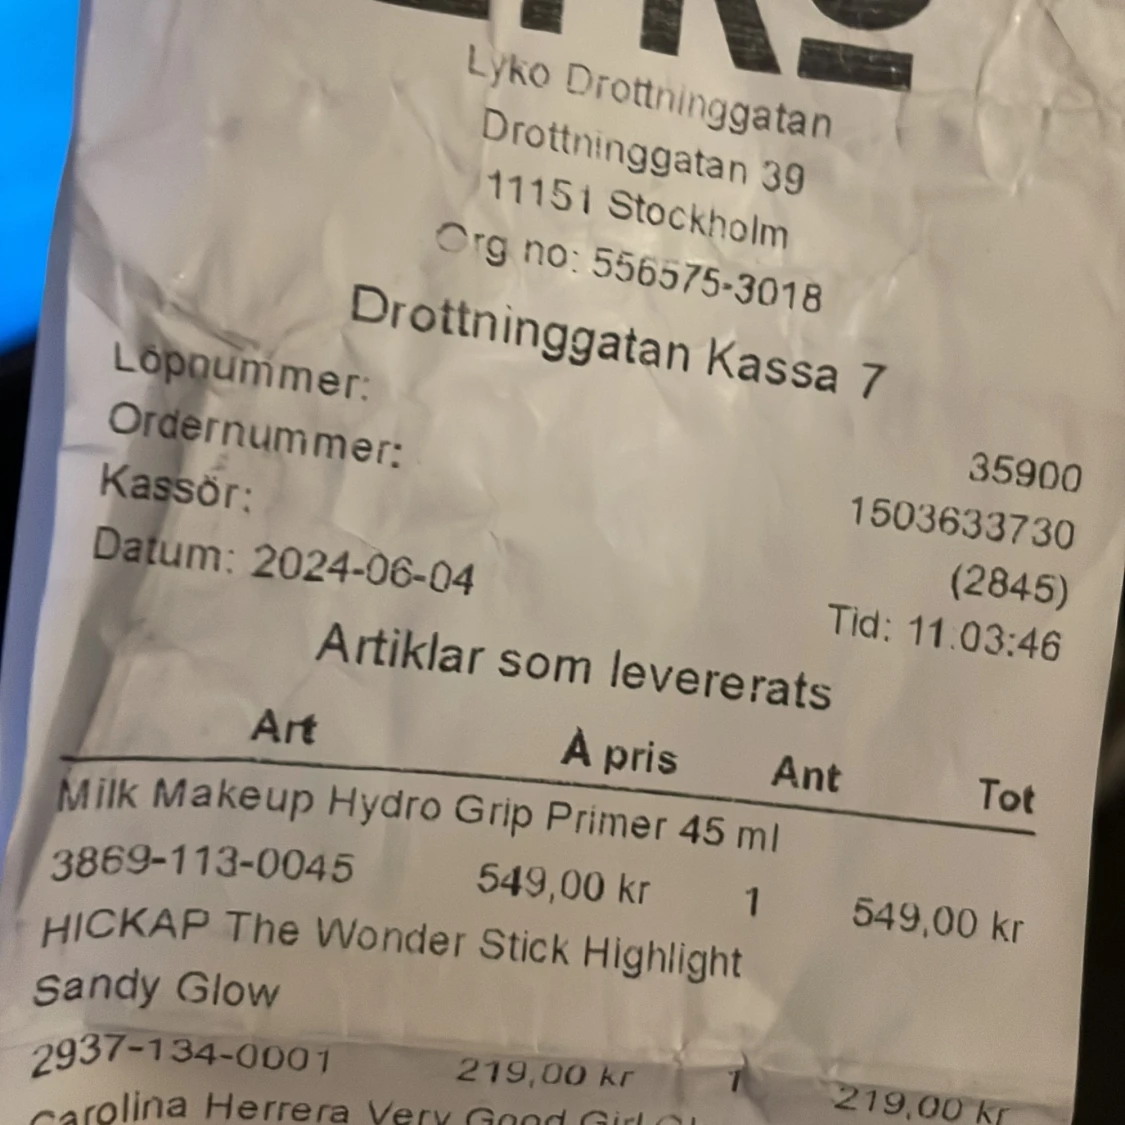 Lyko Drottninggatan
Drottninggatan 39
11151 Stockholm
Org no: 556575-3018
Drottninggatan Kassa 7
Löpnummer: 35900
Ordernummer: 1503633730
Kassör: (2845)
Datum: 2024-06-04 Tid: 11:03:46
Artiklar som levererats
Art À pris Ant Tot
Milk Makeup Hydro Grip Primer 45 ml
3869-113-0045 549,00 kr 1 549,00 kr
HICKAP The Wonder Stick Highlight
Sandy Glow
2937-134-0001 219,00 kr 1 219,00 kr
Carolina Herrera Very Good Girl